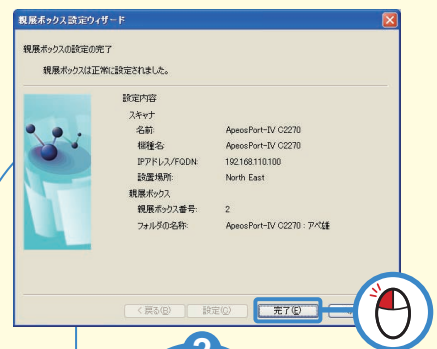 親展ボックス設定ウィザード
親展ボックスの設定の完了
親展ボックスは正常に設定されました。
設定内容
スキャナ
名前: ApeosPort-IV C2270
機種名: ApeosPort-IV C2270
IPアドレス/FQDN: 192.168.110.100
設置場所: North East
親展ボックス
親展ボックス番号: 2
フォルダの名称: ApeosPort-IV C2270 : アペ雄
< 戻る(B) 設定(C) 完了(E)